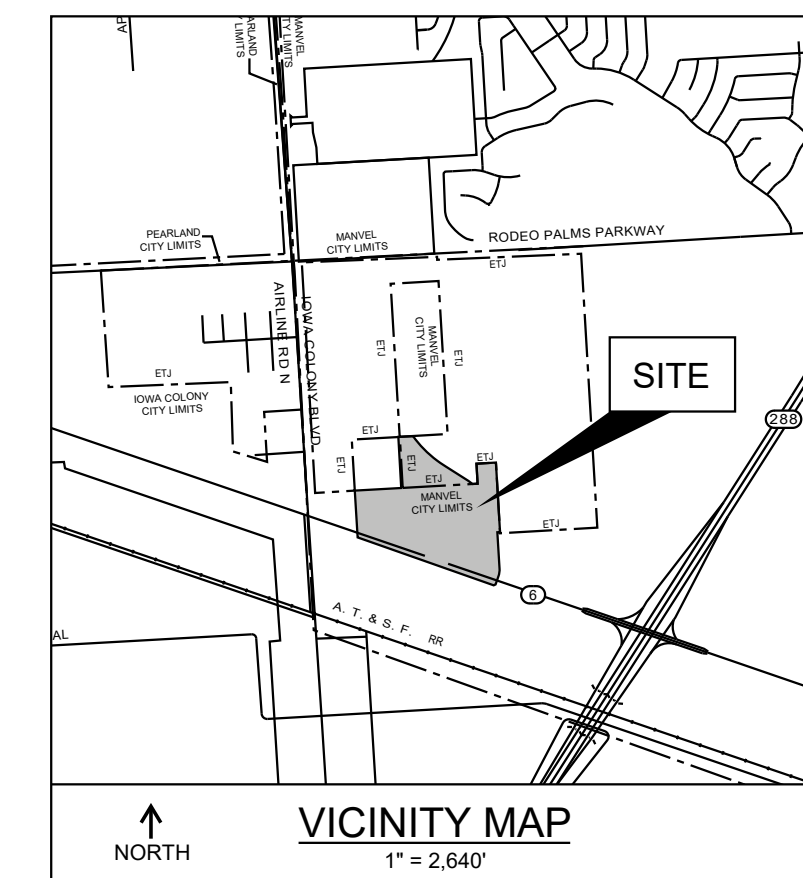 AP
PEARLAND
CITY LIMITS
MANVEL
CITY LIMITS
PEARLAND
CITY LIMITS
MANVEL
CITY LIMITS
RODEO PALMS PARKWAY
ETJ
AIRLINE RD N
IOWA COLONY BLVD
MANVEL
CITY LIMITS
ETJ
ETJ
SITE
ETJ
IOWA COLONY
CITY LIMITS
288
ETJ
ETJ
ETJ
ETJ
ETJ
MANVEL
CITY LIMITS
ETJ
6
A. T. & S. F. RR
AL
NORTH
VICINITY MAP
1" = 2,640'